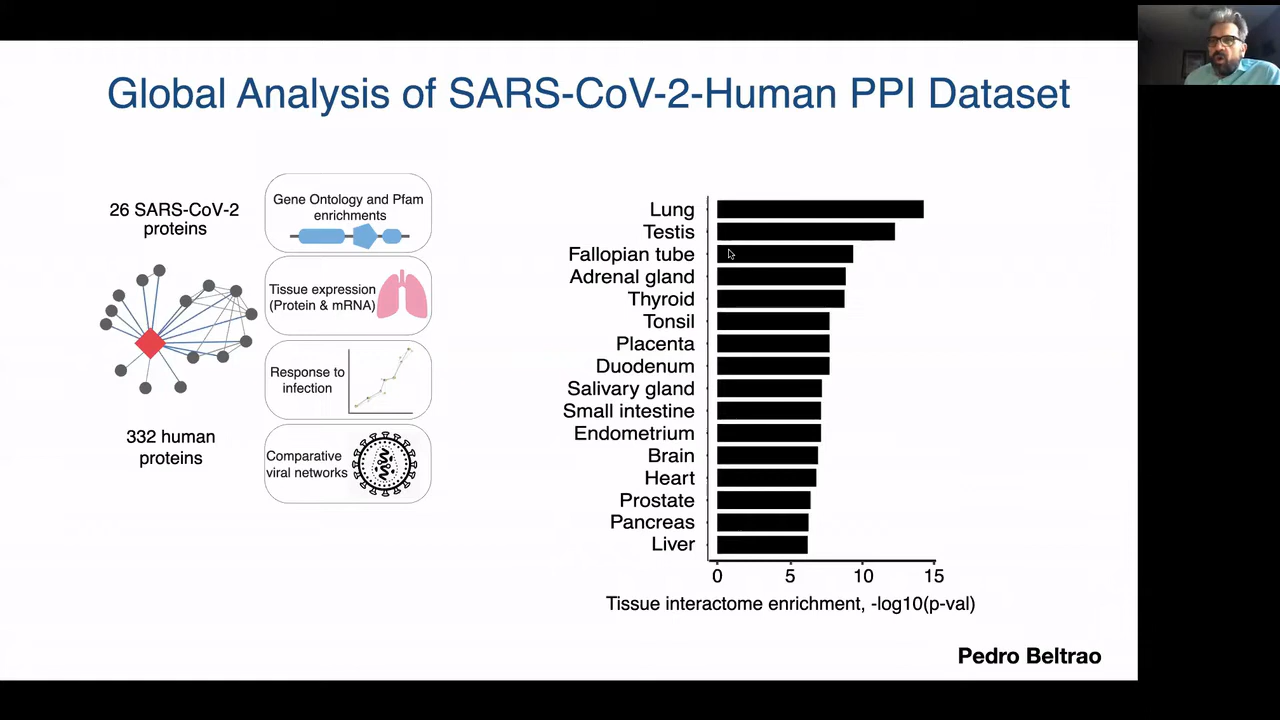 Global Analysis of SARS-CoV-2-Human PPI Dataset
26 SARS-CoV-2
proteins
332 human
proteins
Gene Ontology and Pfam
enrichments
Tissue expression
(Protein & mRNA)
Response to
infection
Comparative
viral networks
Lung
Testis
Fallopian tube
Adrenal gland
Thyroid
Tonsil
Placenta
Duodenum
Salivary gland
Small intestine
Endometrium
Brain
Heart
Prostate
Pancreas
Liver
0 5 10 15
Tissue interactome enrichment, -log10(p-val)
Pedro Beltrao